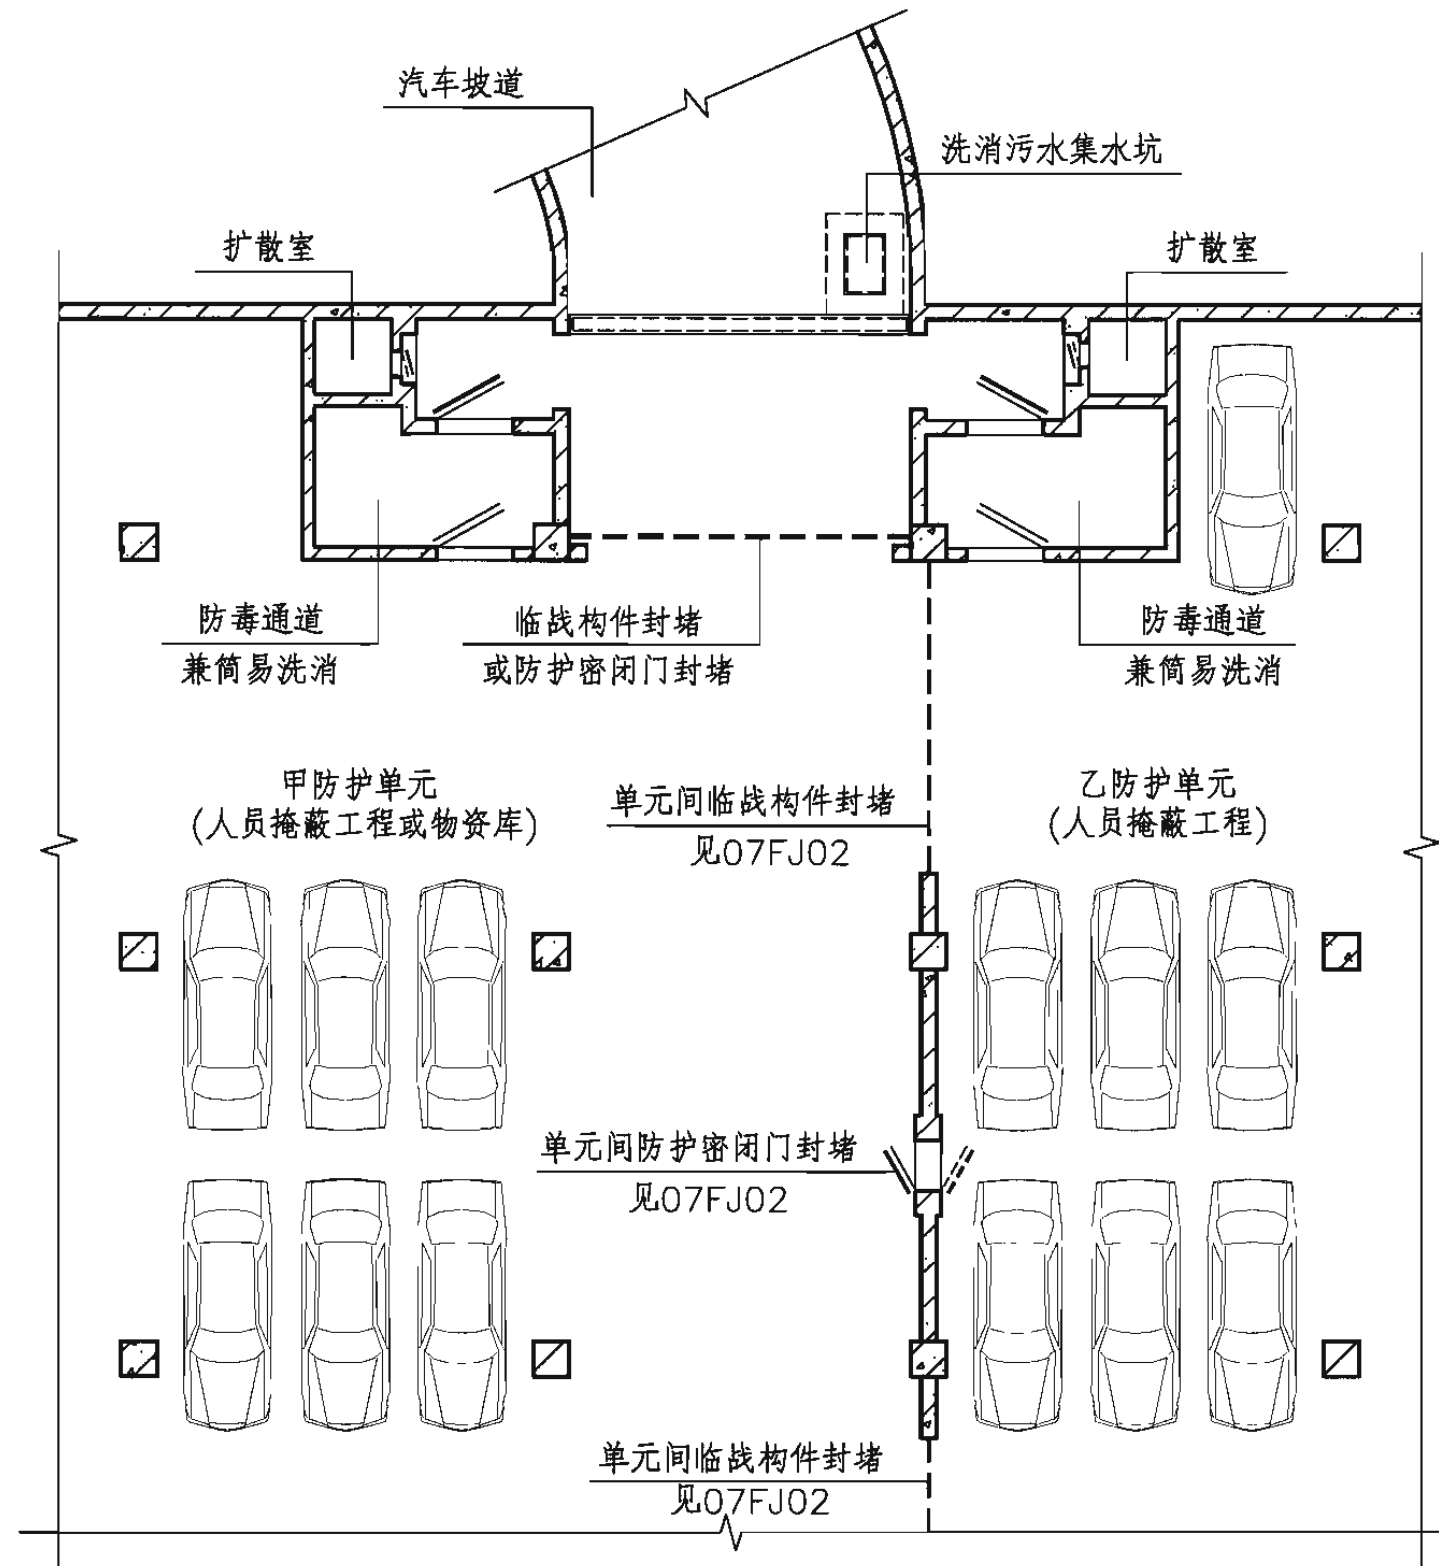 汽车坡道
洗消污水集水坑
扩散室
扩散室
防毒通道
兼简易洗消
临战构件封堵
或防护密闭门封堵
防毒通道
兼简易洗消
甲防护单元
(人员掩蔽工程或物资库)
单元间临战构件封堵
见07FJ02
乙防护单元
(人员掩蔽工程)
单元间防护密闭门封堵
见07FJ02
单元间临战构件封堵
见07FJ02